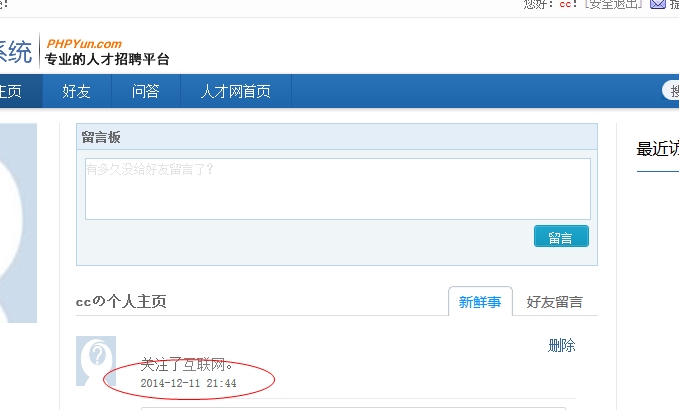 您好：cc！[安全退出]
系统
PHPYun.com
专业的人才招聘平台
主页 好友 问答 人才网首页
留言板
有多久没给好友留言了？
留言
最近
ccの个人主页 新鲜事 好友留言
关注了互联网。 删除
2014-12-11 21:44